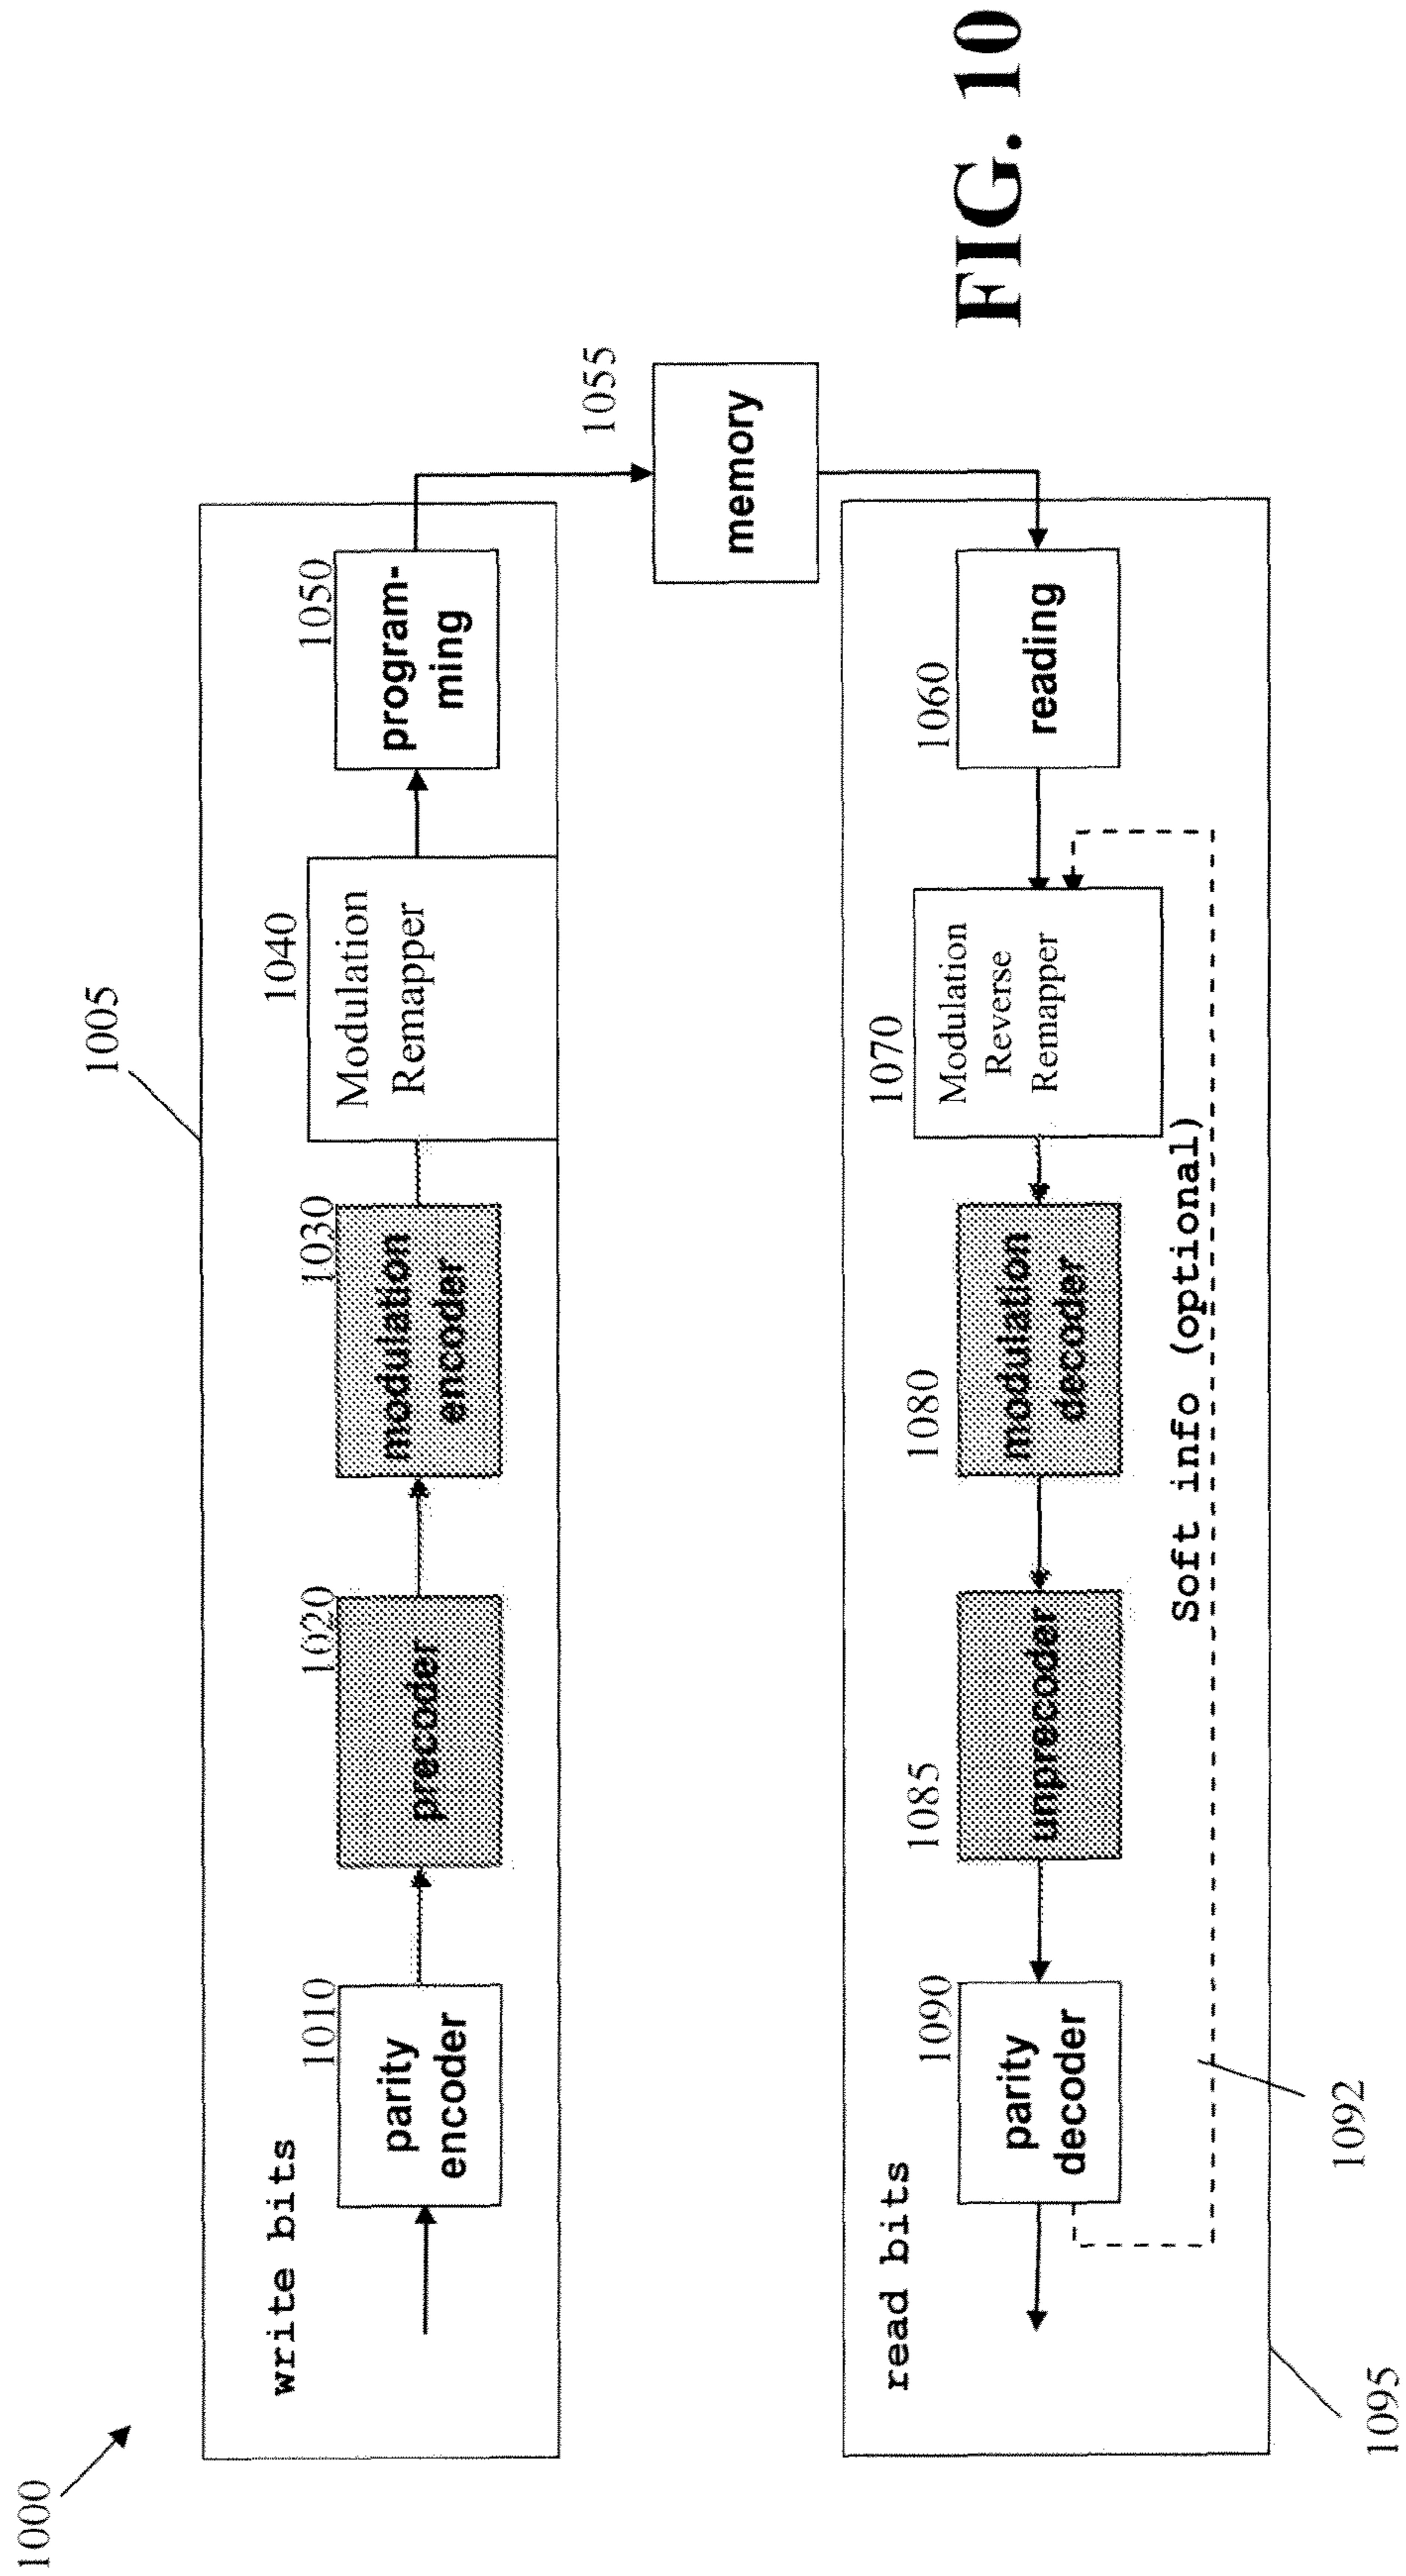 1000
1005
write bits
1010
parity
encoder
1020
precoder
1030
modulation
encoder
1040
Modulation
Remapper
1050
program-
ming
1055
memory
read bits
1090
parity
decoder
1085
unprecoder
1080
modulation
decoder
1070
Modulation
Reverse
Remapper
1060
reading
Soft info (optional)
1092
1095
FIG. 10